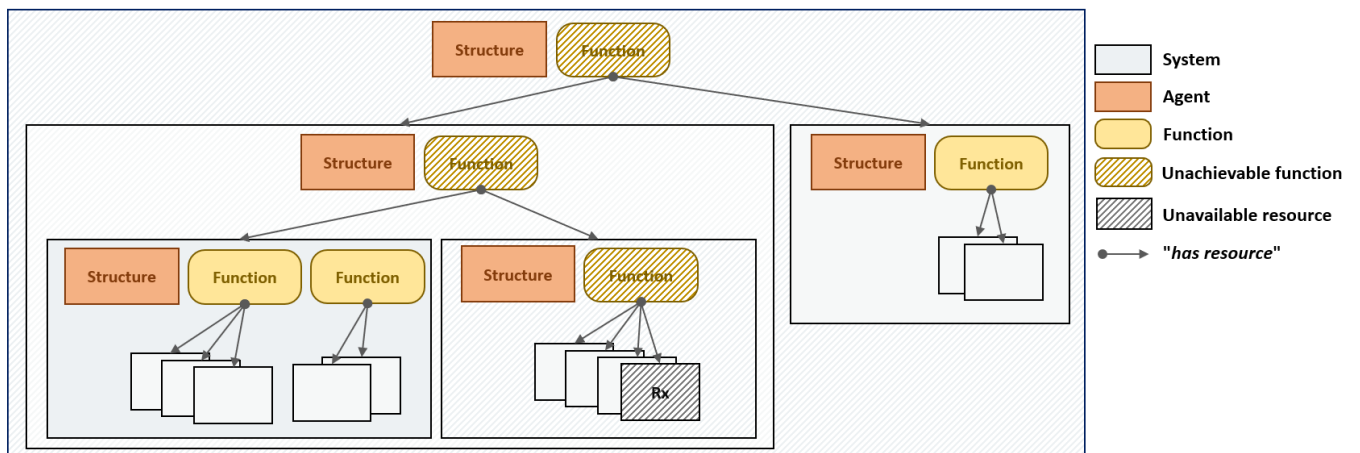 Structure
Function
Structure
Function
Structure
Function
Structure
Function
Function
Structure
Function
Rx
System
Agent
Function
Unachievable function
Unavailable resource
"has resource"